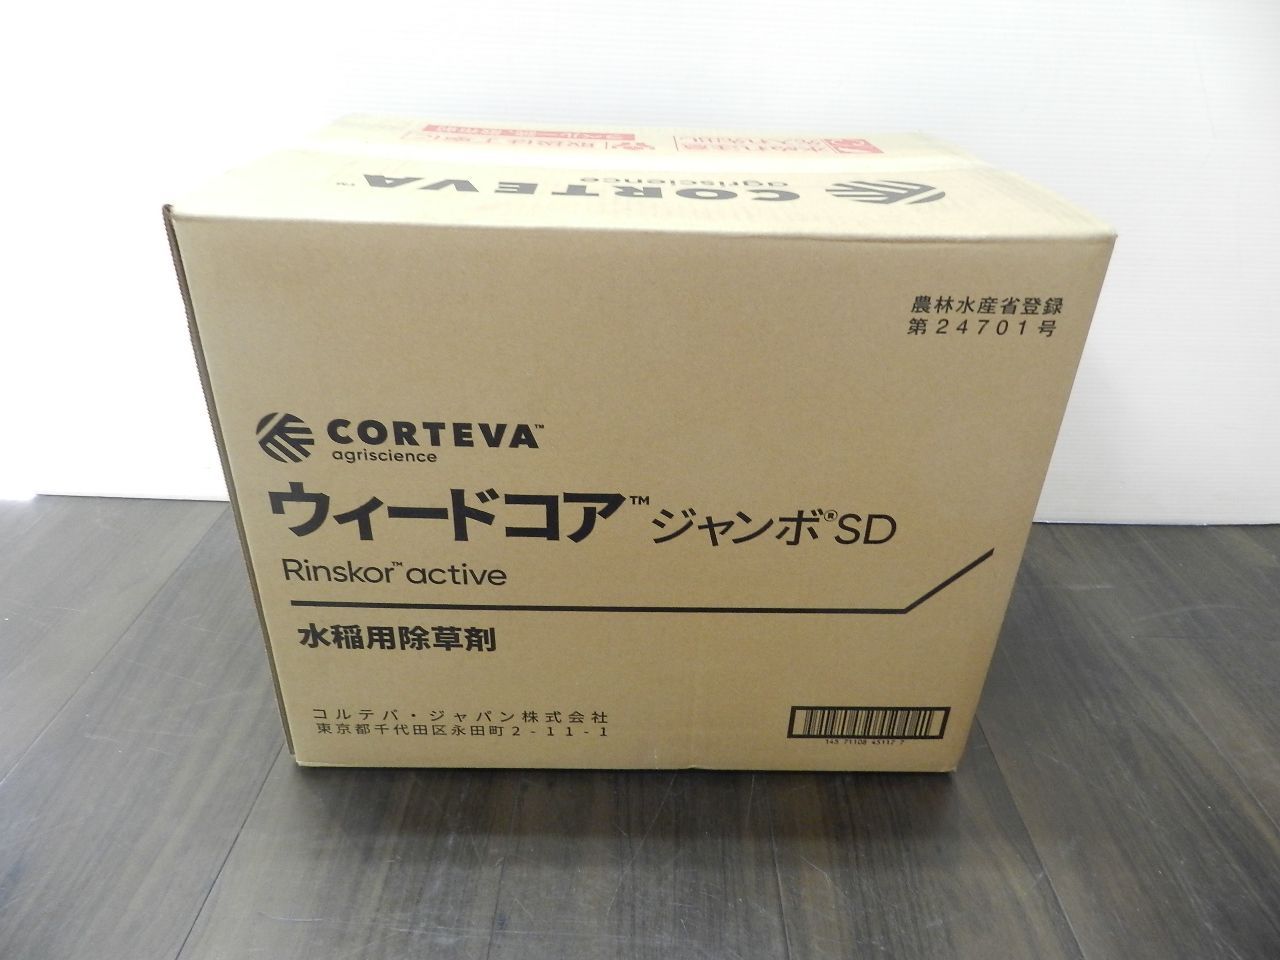 CORTEVA™
agriscience
農林水産省登録
第24701号
CORTEVA™
agriscience
ウィードコア™ ジャンボ®SD
Rinskor™ active
水稲用除草剤
コルテバ・ジャパン株式会社
東京都千代田区永田町2-11-1